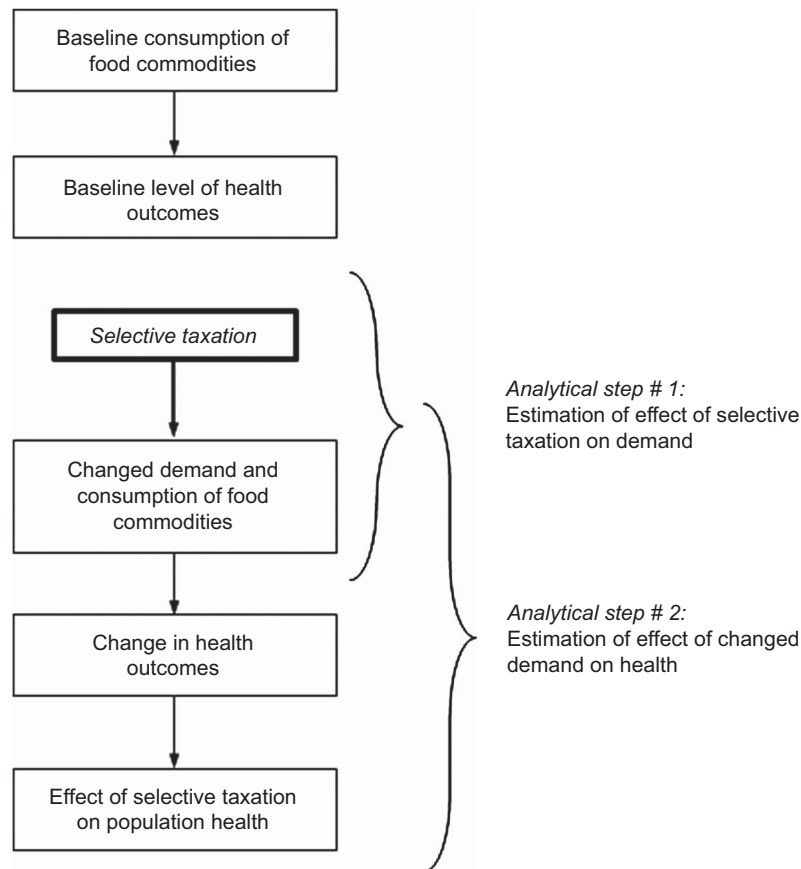 Baseline consumption of
food commodities
Baseline level of health
outcomes
Selective taxation
Changed demand and
consumption of food
commodities
Change in health
outcomes
Effect of selective taxation
on population health
Analytical step # 1:
Estimation of effect of selective
taxation on demand
Analytical step # 2:
Estimation of effect of changed
demand on health